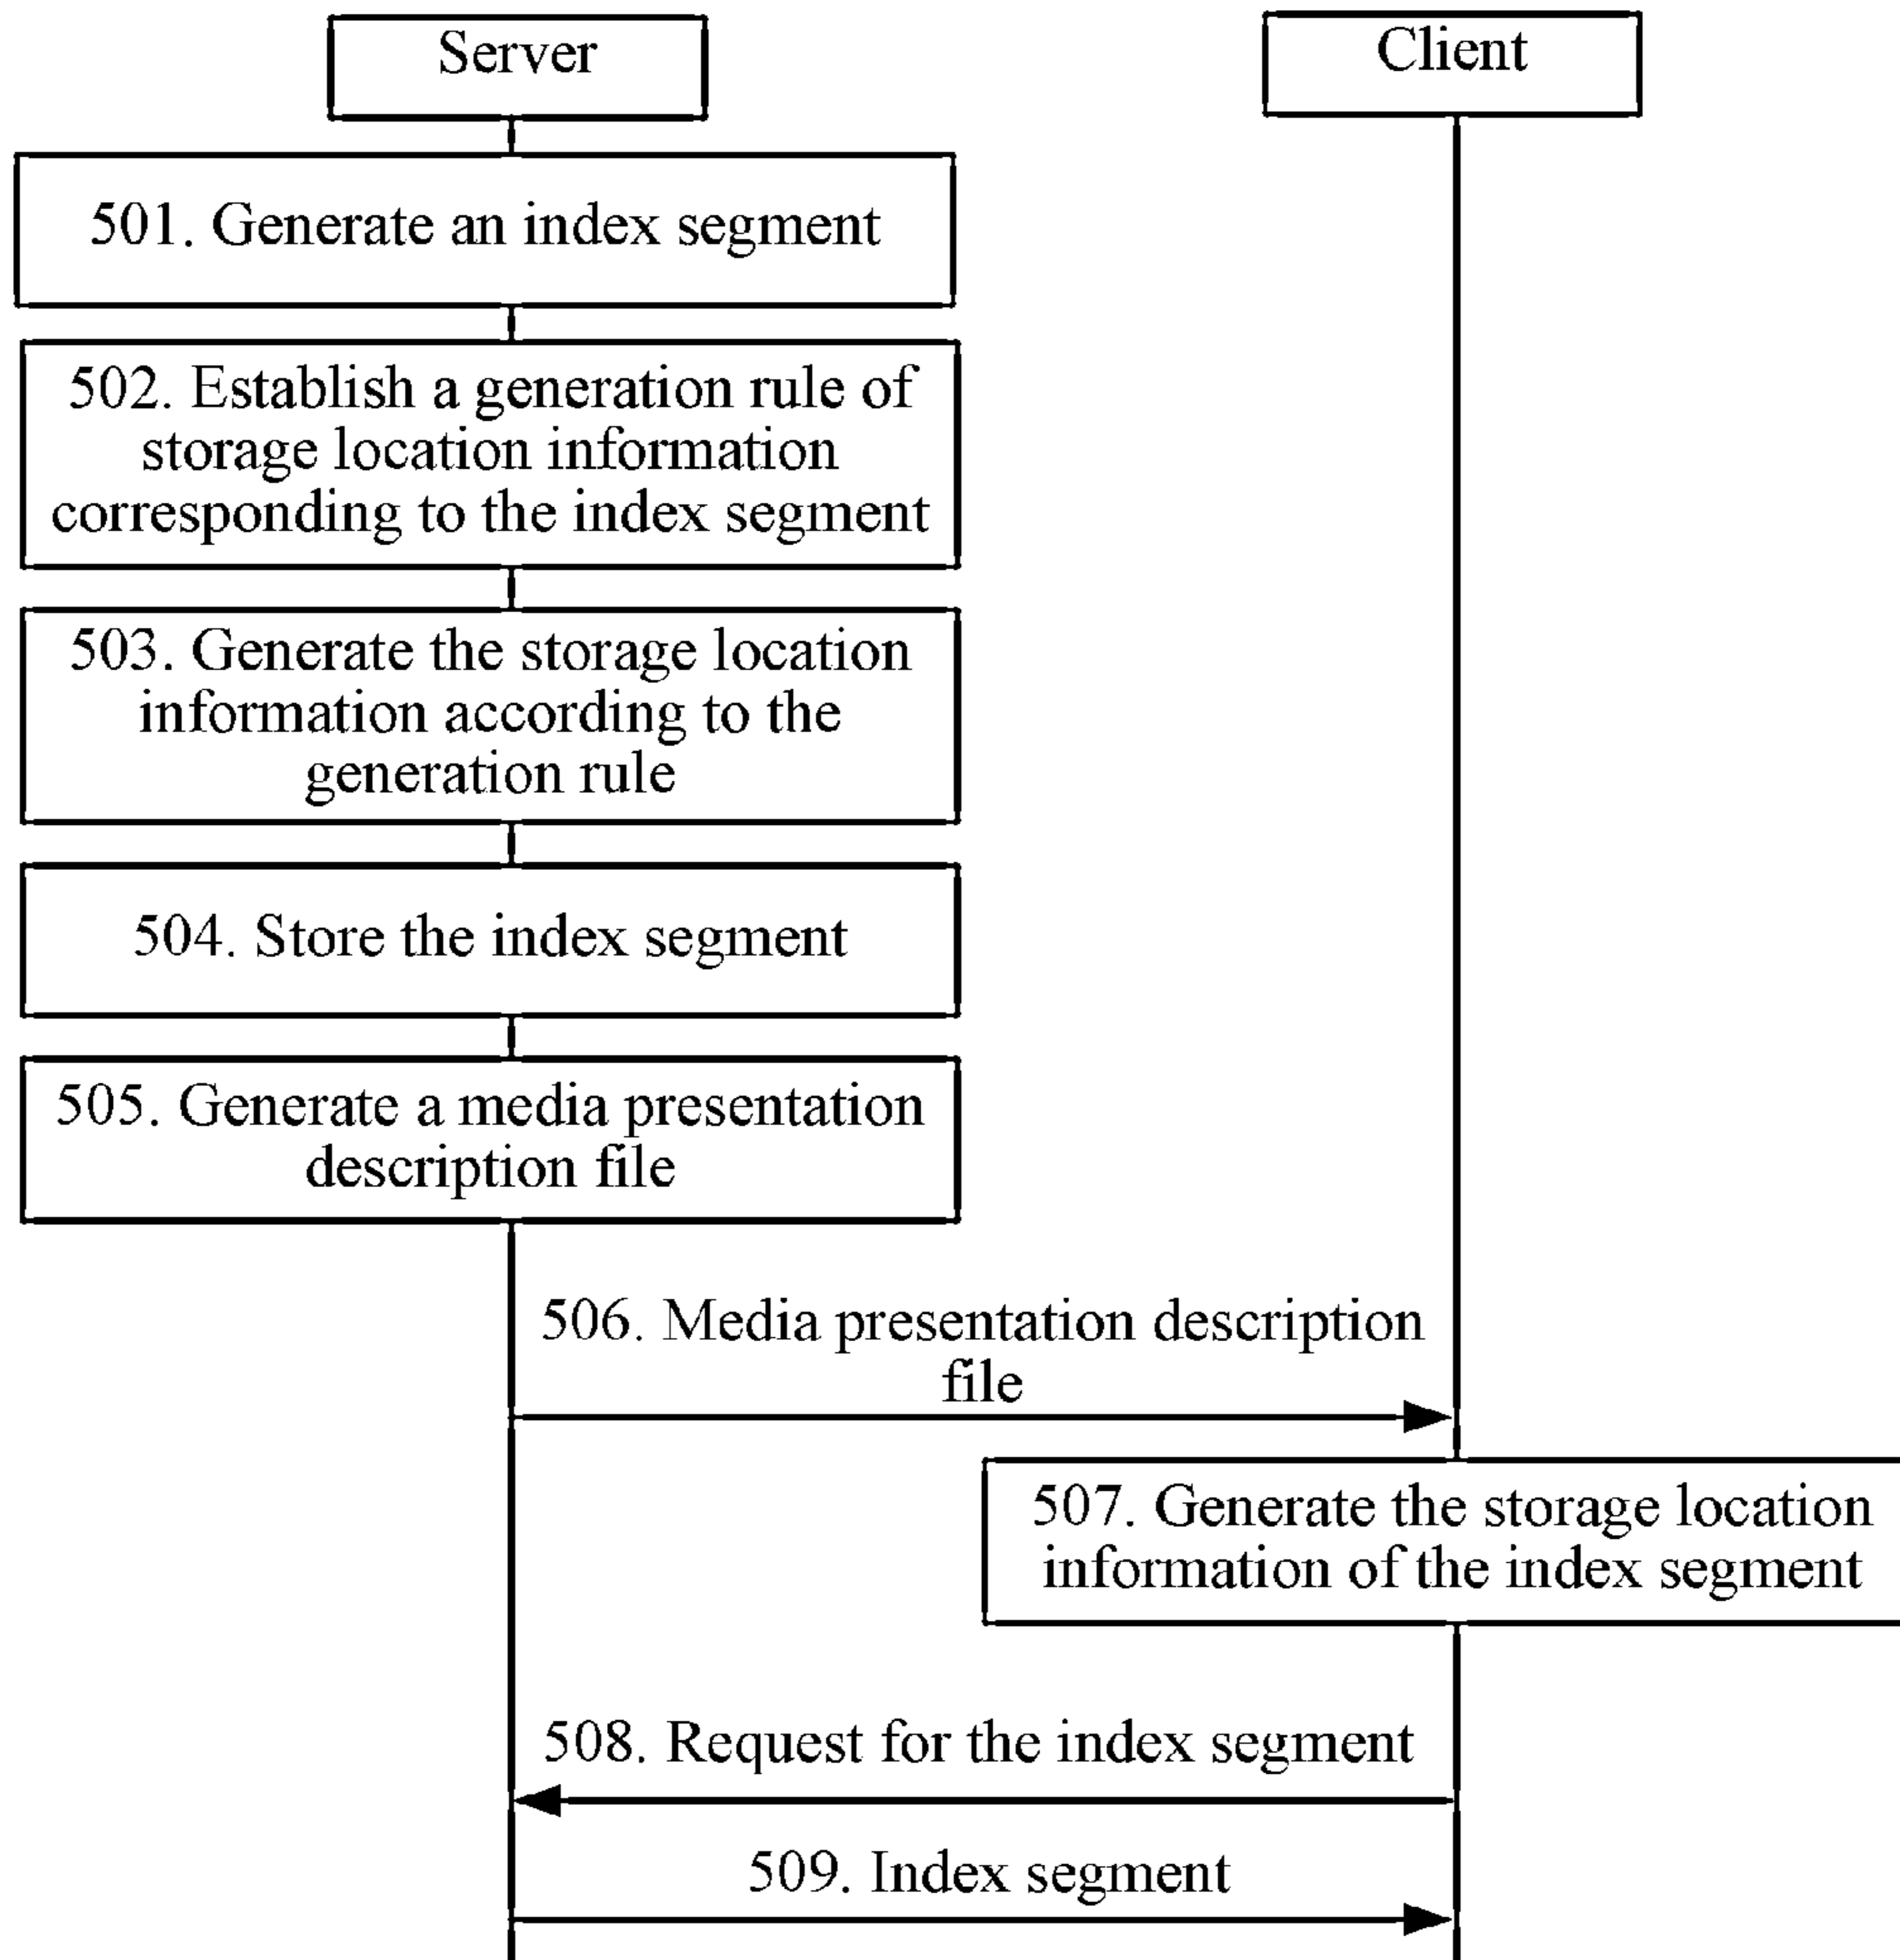 Server
Client
501. Generate an index segment
502. Establish a generation rule of
storage location information
corresponding to the index segment
503. Generate the storage location
information according to the
generation rule
504. Store the index segment
505. Generate a media presentation
description file
506. Media presentation description
file
507. Generate the storage location
information of the index segment
508. Request for the index segment
509. Index segment